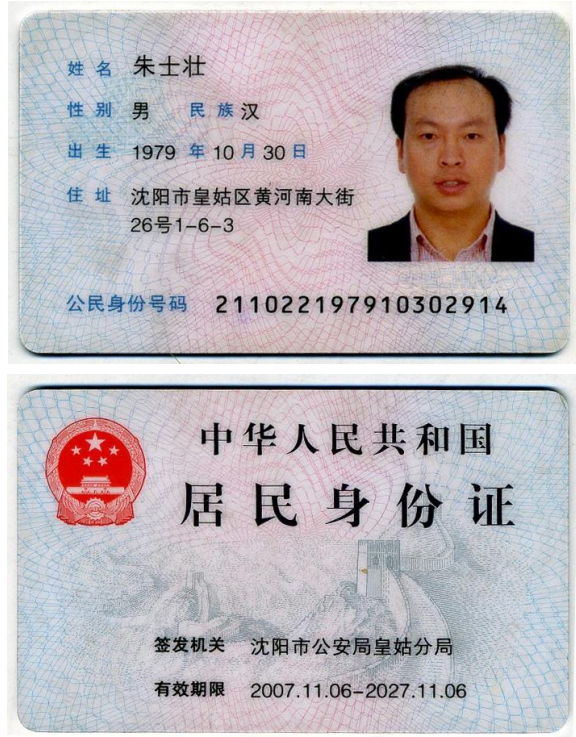 姓名 朱士壮
性别 男 民族 汉
出生 1979 年 10 月 30 日
住址 沈阳市皇姑区黄河南大街
26号1-6-3
公民身份号码 211022197910302914
中华人民共和国
居民身份证
签发机关 沈阳市公安局皇姑分局
有效期限 2007.11.06-2027.11.06